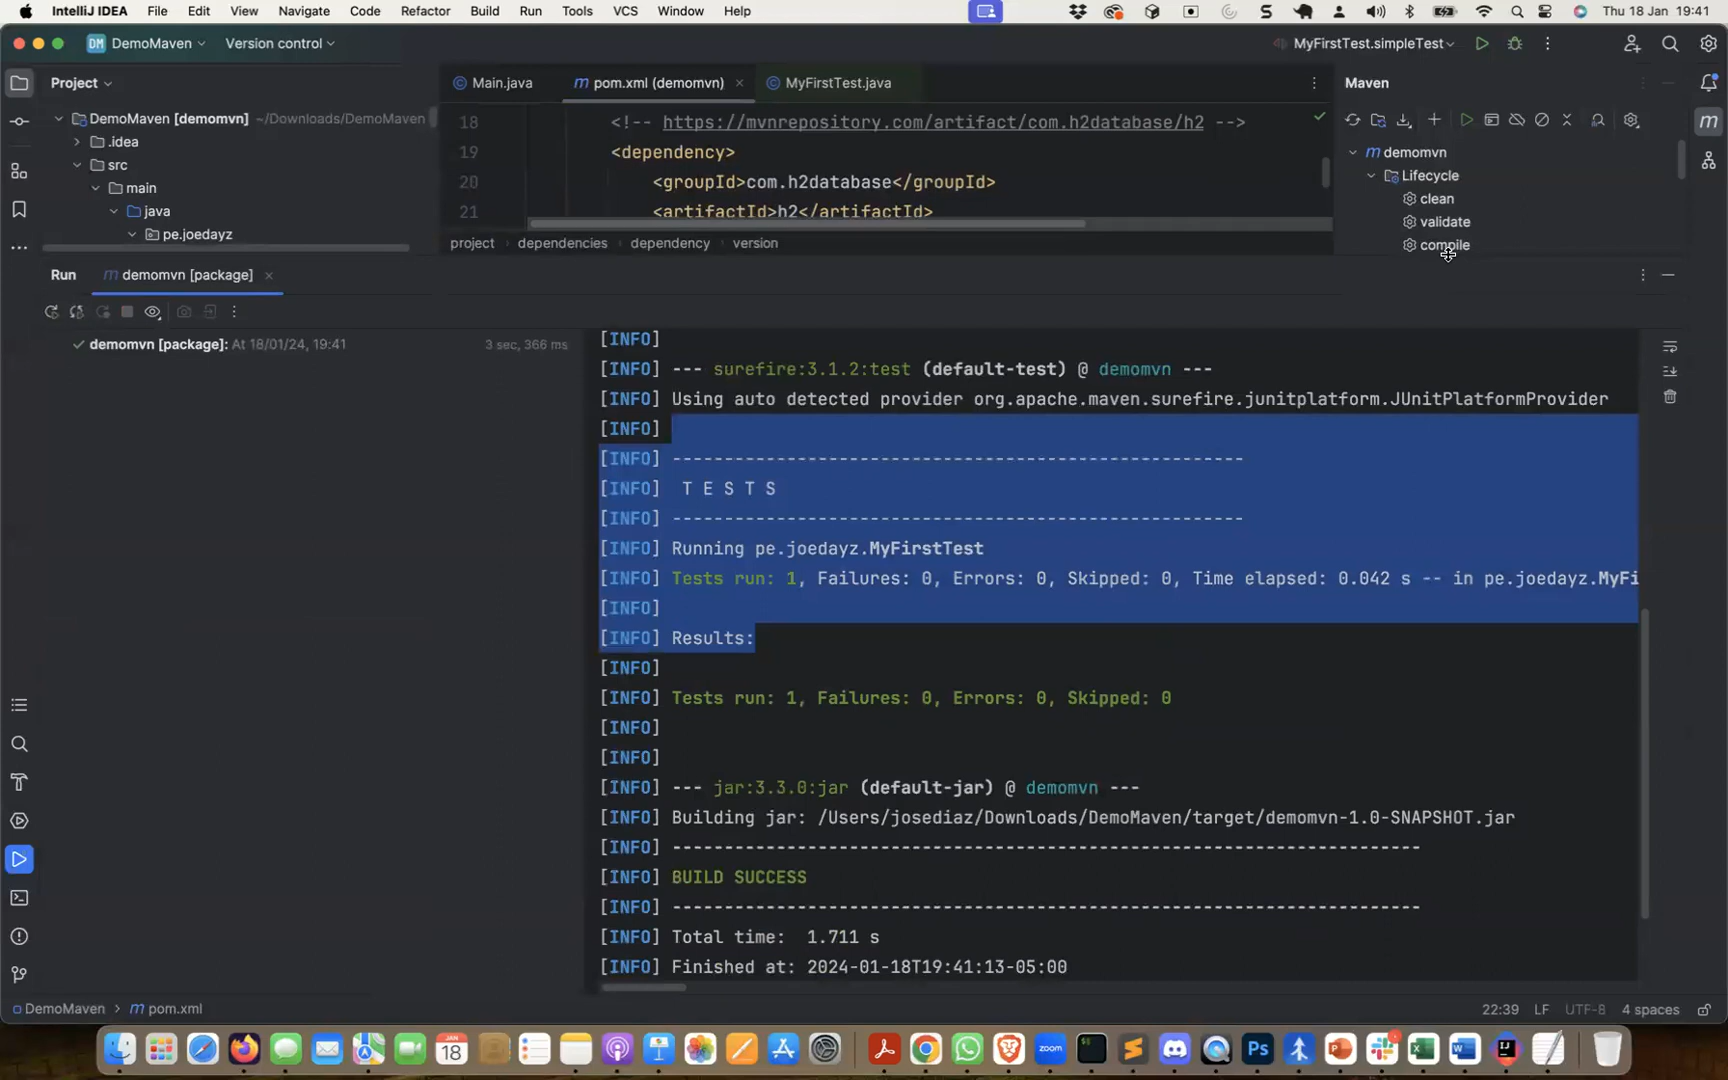 IntelliJ IDEA File Edit View Navigate Code Refactor Build Run Tools VCS Window Help Thu 18 Jan 19:41
DM DemoMaven Version control MyFirstTest.simpleTest
Project Main.java pom.xml (demomvn) MyFirstTest.java Maven
DemoMaven [demomvn] ~/Downloads/DemoMaven
.idea
src
main
java
pe.joedayz
18 <!-- https://mvnrepository.com/artifact/com.h2database/h2 -->
19 <dependency>
20 <groupId>com.h2database</groupId>
21 <artifactId>h2</artifactId>
project dependencies dependency version
demomvn
Lifecycle
clean
validate
compile
Run demomvn [package]
demomvn [package]: At 18/01/24, 19:41 3 sec, 366 ms
[INFO]
[INFO] --- surefire:3.1.2:test (default-test) @ demomvn ---
[INFO] Using auto detected provider org.apache.maven.surefire.junitplatform.JUnitPlatformProvider
[INFO]
[INFO] -------------------------------------------------------
[INFO]  T E S T S
[INFO] -------------------------------------------------------
[INFO] Running pe.joedayz.MyFirstTest
[INFO] Tests run: 1, Failures: 0, Errors: 0, Skipped: 0, Time elapsed: 0.042 s -- in pe.joedayz.MyFi
[INFO]
[INFO] Results:
[INFO]
[INFO] Tests run: 1, Failures: 0, Errors: 0, Skipped: 0
[INFO]
[INFO]
[INFO] --- jar:3.3.0:jar (default-jar) @ demomvn ---
[INFO] Building jar: /Users/josediaz/Downloads/DemoMaven/target/demomvn-1.0-SNAPSHOT.jar
[INFO] ------------------------------------------------------------------------
[INFO] BUILD SUCCESS
[INFO] ------------------------------------------------------------------------
[INFO] Total time:  1.711 s
[INFO] Finished at: 2024-01-18T19:41:13-05:00
DemoMaven pom.xml 22:39 LF UTF-8 4 spaces
JAN
18
zoom
Ps